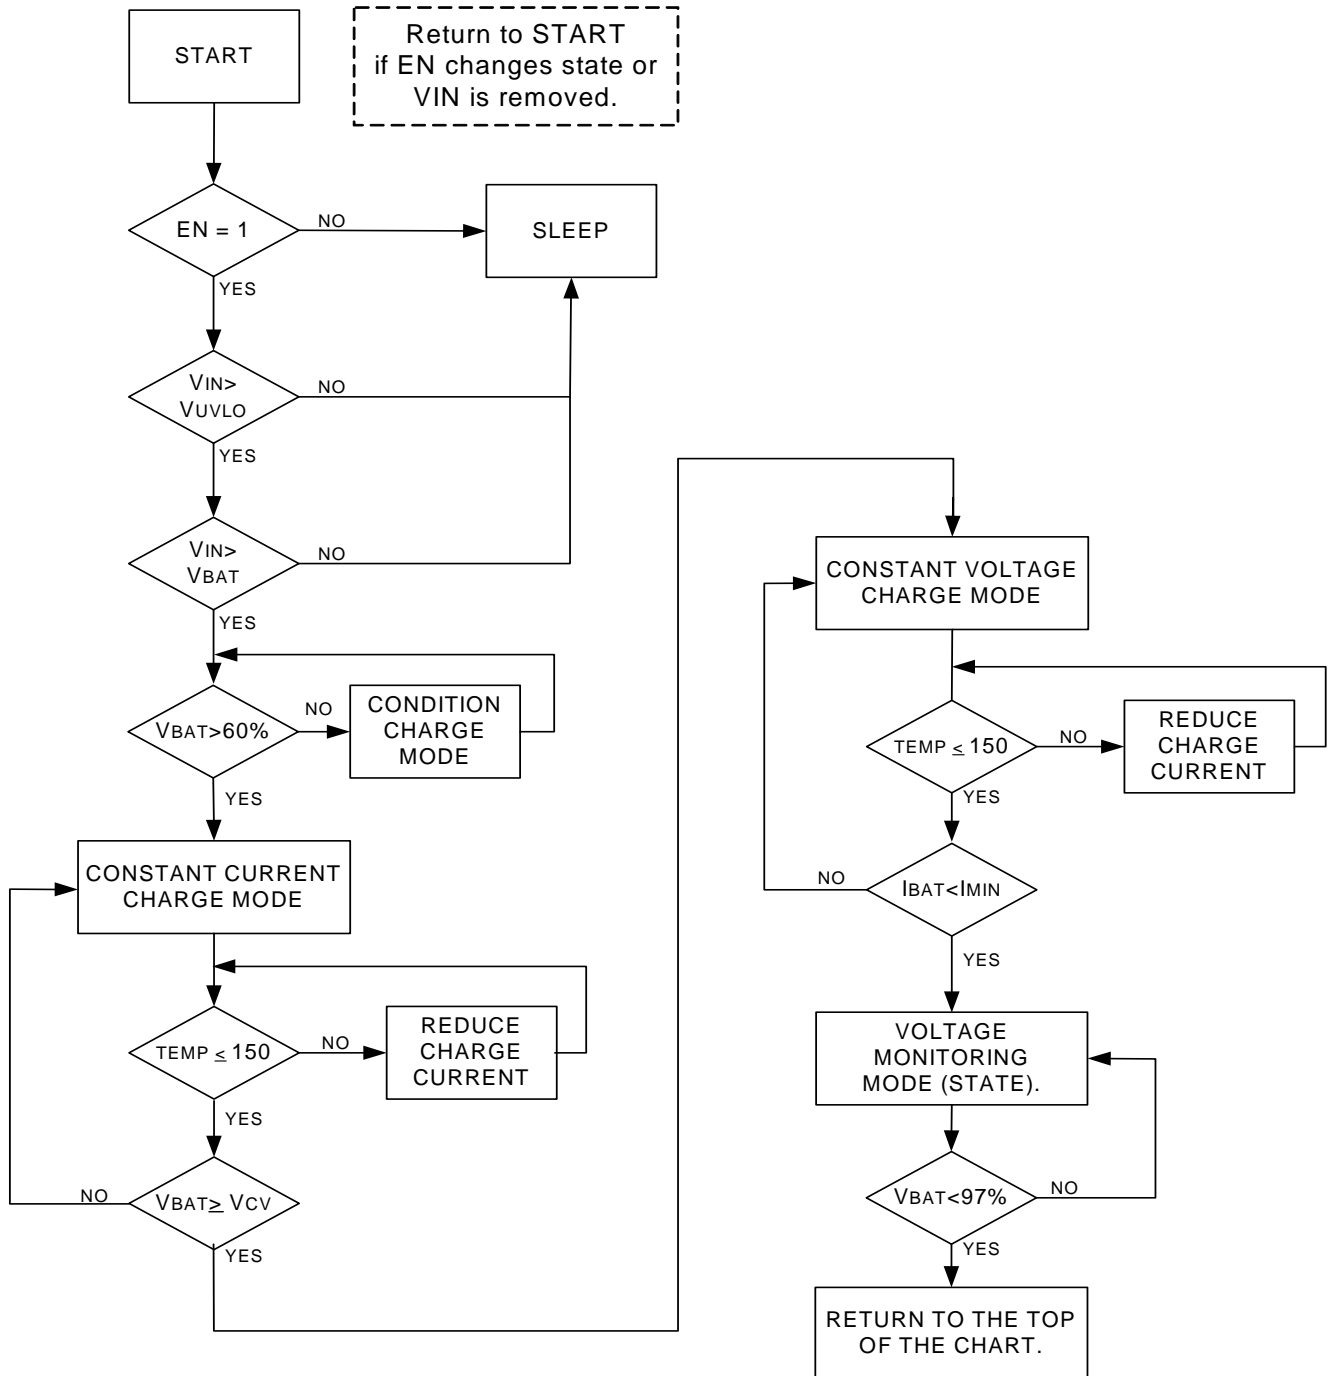 START
Return to START
if EN changes state or
VIN is removed.
EN = 1
NO
SLEEP
YES
VIN>
VUVLO
NO
YES
VIN>
VBAT
NO
YES
VBAT>60%
NO
CONDITION
CHARGE
MODE
YES
CONSTANT CURRENT
CHARGE MODE
TEMP ≤ 150
NO
REDUCE
CHARGE
CURRENT
YES
VBAT≥ VCV
NO
YES
CONSTANT VOLTAGE
CHARGE MODE
TEMP ≤ 150
NO
REDUCE
CHARGE
CURRENT
YES
IBAT<IMIN
NO
YES
VOLTAGE
MONITORING
MODE (STATE).
VBAT<97%
NO
YES
RETURN TO THE TOP
OF THE CHART.